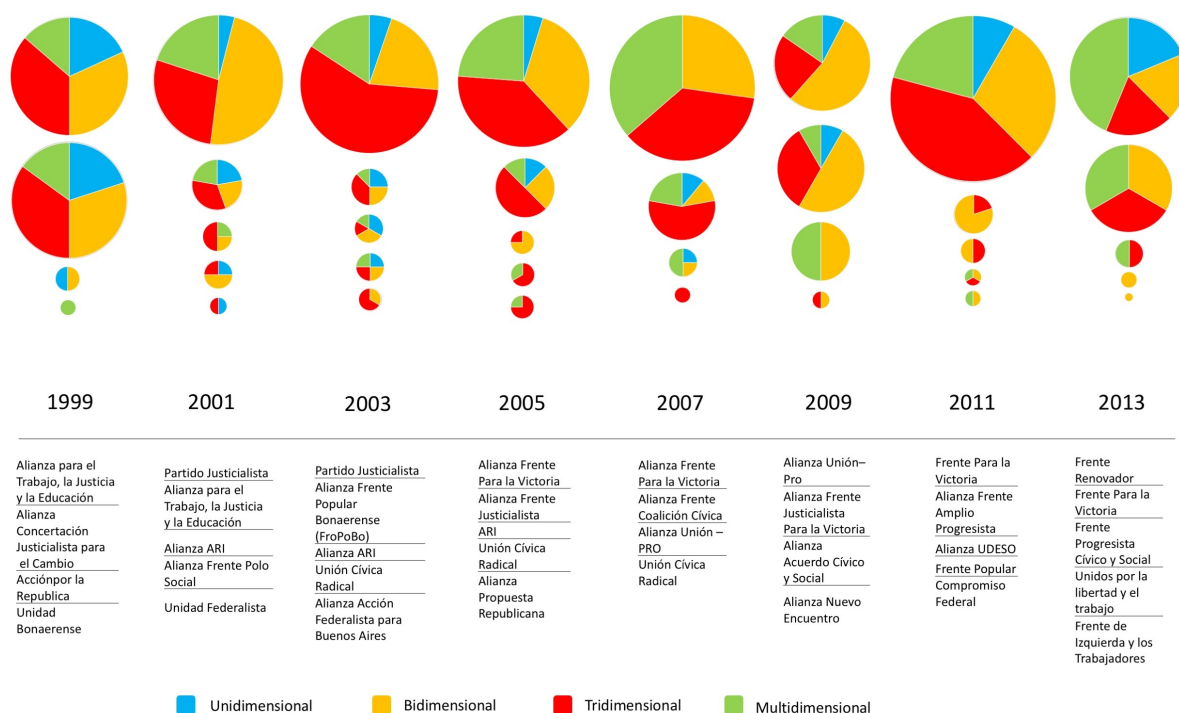 1999
2001
2003
2005
2007
2009
2011
2013
Alianza para el
Trabajo, la Justicia
y la Educación
Alianza
Concertación
Justicialista para
el Cambio
Acciónpor la
Republica
Unidad
Bonaerense
Partido Justicialista
Alianza para el
Trabajo, la Justicia
y la Educación
Alianza ARI
Alianza Frente Polo
Social
Unidad Federalista
Partido Justicialista
Alianza Frente
Popular
Bonaerense
(FroPoBo)
Alianza ARI
Unión Cívica
Radical
Alianza Acción
Federalista para
Buenos Aires
Alianza Frente
Para la Victoria
Alianza Frente
Justicialista
ARI
Unión Cívica
Radical
Alianza
Propuesta
Republicana
Alianza Frente
Para la Victoria
Alianza Frente
Coalición Cívica
Alianza Unión –
PRO
Unión Cívica
Radical
Alianza Unión–
Pro
Alianza Frente
Justicialista
Para la Victoria
Alianza
Acuerdo Cívico
y Social
Alianza Nuevo
Encuentro
Frente Para la
Victoria
Alianza Frente
Amplio
Progresista
Alianza UDESO
Frente Popular
Compromiso
Federal
Frente
Renovador
Frente Para la
Victoria
Frente
Progresista
Cívico y Social
Unidos por la
libertad y el
trabajo
Frente de
Izquierda y los
Trabajadores
Unidimensional
Bidimensional
Tridimensional
Multidimensional